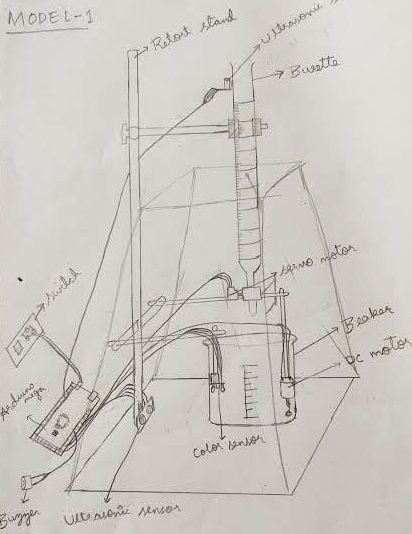 MODEL-1
Retort stand
Ultrasonic
Burette
servo motor
switch
Beaker
DC motor
Arduino
mega
Color sensor
Buzzer
Ultrasonic sensor